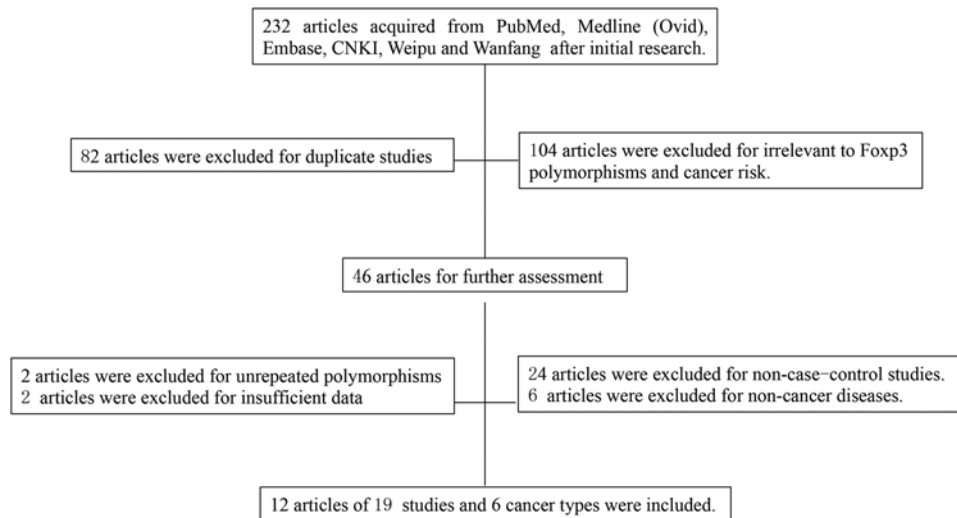 232 articles acquired from PubMed, Medline (Ovid),
Embase, CNKI, Weipu and Wanfang after initial research.
82 articles were excluded for duplicate studies
104 articles were excluded for irrelevant to Foxp3
polymorphisms and cancer risk.
46 articles for further assessment
2 articles were excluded for unrepeated polymorphisms
2 articles were excluded for insufficient data
24 articles were excluded for non-case-control studies.
6 articles were excluded for non-cancer diseases.
12 articles of 19 studies and 6 cancer types were included.